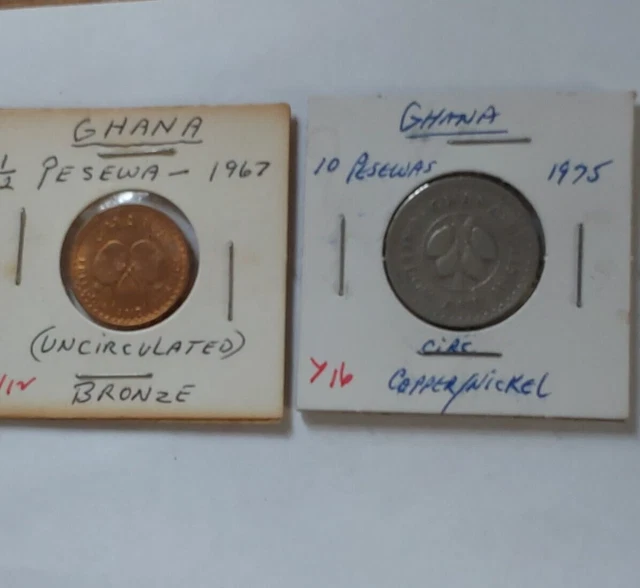 GHANA
1/2 PESEWA - 1967
(UNCIRCULATED)
BRONZE
GHANA
10 PESEWAS 1975
CIRC
Y16 COPPER/NICKEL